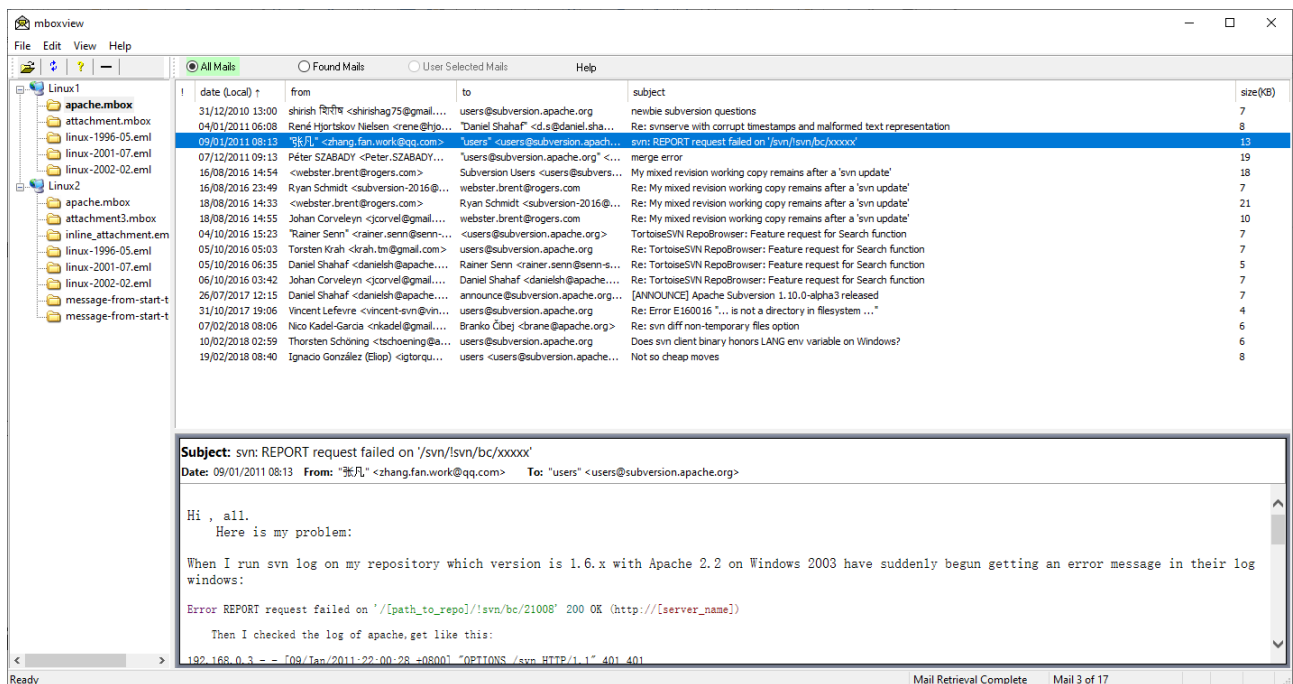 mboxview
File Edit View Help
All Mails Found Mails User Selected Mails Help
Linux1
apache.mbox
attachment.mbox
linux-1996-05.eml
linux-2001-07.eml
linux-2002-02.eml
Linux2
apache.mbox
attachment3.mbox
inline_attachment.em
linux-1996-05.eml
linux-2001-07.eml
linux-2002-02.eml
message-from-start-t
message-from-start-t
! date (Local) ↑ from to subject size(KB)
31/12/2010 13:00 shirish शिरीष <shirishag75@gmail.... users@subversion.apache.org newbie subversion questions 7
04/01/2011 06:08 René Hjortskov Nielsen <rene@hjo... "Daniel Shahaf" <d.s@daniel.sha... Re: svnserve with corrupt timestamps and malformed text representation 8
09/01/2011 08:13 "张凡" <zhang.fan.work@qq.com> "users" <users@subversion.apach... svn: REPORT request failed on '/svn/!svn/bc/xxxxx' 13
07/12/2011 09:13 Péter SZABADY <Peter.SZABADY... "users@subversion.apache.org" <... merge error 19
16/08/2016 14:54 <webster.brent@rogers.com> Subversion Users <users@subvers... My mixed revision working copy remains after a 'svn update' 18
16/08/2016 23:49 Ryan Schmidt <subversion-2016@... webster.brent@rogers.com Re: My mixed revision working copy remains after a 'svn update' 7
18/08/2016 14:33 <webster.brent@rogers.com> Ryan Schmidt <subversion-2016@... Re: My mixed revision working copy remains after a 'svn update' 21
18/08/2016 14:55 Johan Corveleyn <jcorvel@gmail.... webster.brent@rogers.com Re: My mixed revision working copy remains after a 'svn update' 10
04/10/2016 15:23 "Rainer Senn" <rainer.senn@senn-... <users@subversion.apache.org> TortoiseSVN RepoBrowser: Feature request for Search function 7
05/10/2016 05:03 Torsten Krah <krah.tm@gmail.com> users@subversion.apache.org Re: TortoiseSVN RepoBrowser: Feature request for Search function 7
05/10/2016 06:35 Daniel Shahaf <danielsh@apache.... Rainer Senn <rainer.senn@senn-s... Re: TortoiseSVN RepoBrowser: Feature request for Search function 5
06/10/2016 03:42 Johan Corveleyn <jcorvel@gmail.... Daniel Shahaf <danielsh@apache.... Re: TortoiseSVN RepoBrowser: Feature request for Search function 7
26/07/2017 12:15 Daniel Shahaf <danielsh@apache.... announce@subversion.apache.org... [ANNOUNCE] Apache Subversion 1.10.0-alpha3 released 7
31/10/2017 19:06 Vincent Lefevre <vincent-svn@vin... users@subversion.apache.org Re: Error E160016 "... is not a directory in filesystem ..." 4
07/02/2018 08:06 Nico Kadel-Garcia <nkadel@gmail.... Branko Čibej <brane@apache.org> Re: svn diff non-temporary files option 6
10/02/2018 02:59 Thorsten Schöning <tschoening@a... users@subversion.apache.org Does svn client binary honors LANG env variable on Windows? 6
19/02/2018 08:40 Ignacio González (Eliop) <igtorqu... users <users@subversion.apache... Not so cheap moves 8
Subject: svn: REPORT request failed on '/svn/!svn/bc/xxxxx'
Date: 09/01/2011 08:13 From: "张凡" <zhang.fan.work@qq.com> To: "users" <users@subversion.apache.org>
Hi , all.
Here is my problem:
When I run svn log on my repository which version is 1.6.x with Apache 2.2 on Windows 2003 have suddenly begun getting an error message in their log
windows:
Error REPORT request failed on '/[path_to_repo]/!svn/bc/21008' 200 OK (http://[server_name])
Then I checked the log of apache,get like this:
192.168.0.3 - - [09/Jan/2011:22:00:28 +0800] "OPTIONS /svn HTTP/1.1" 401 401
Ready Mail Retrieval Complete Mail 3 of 17